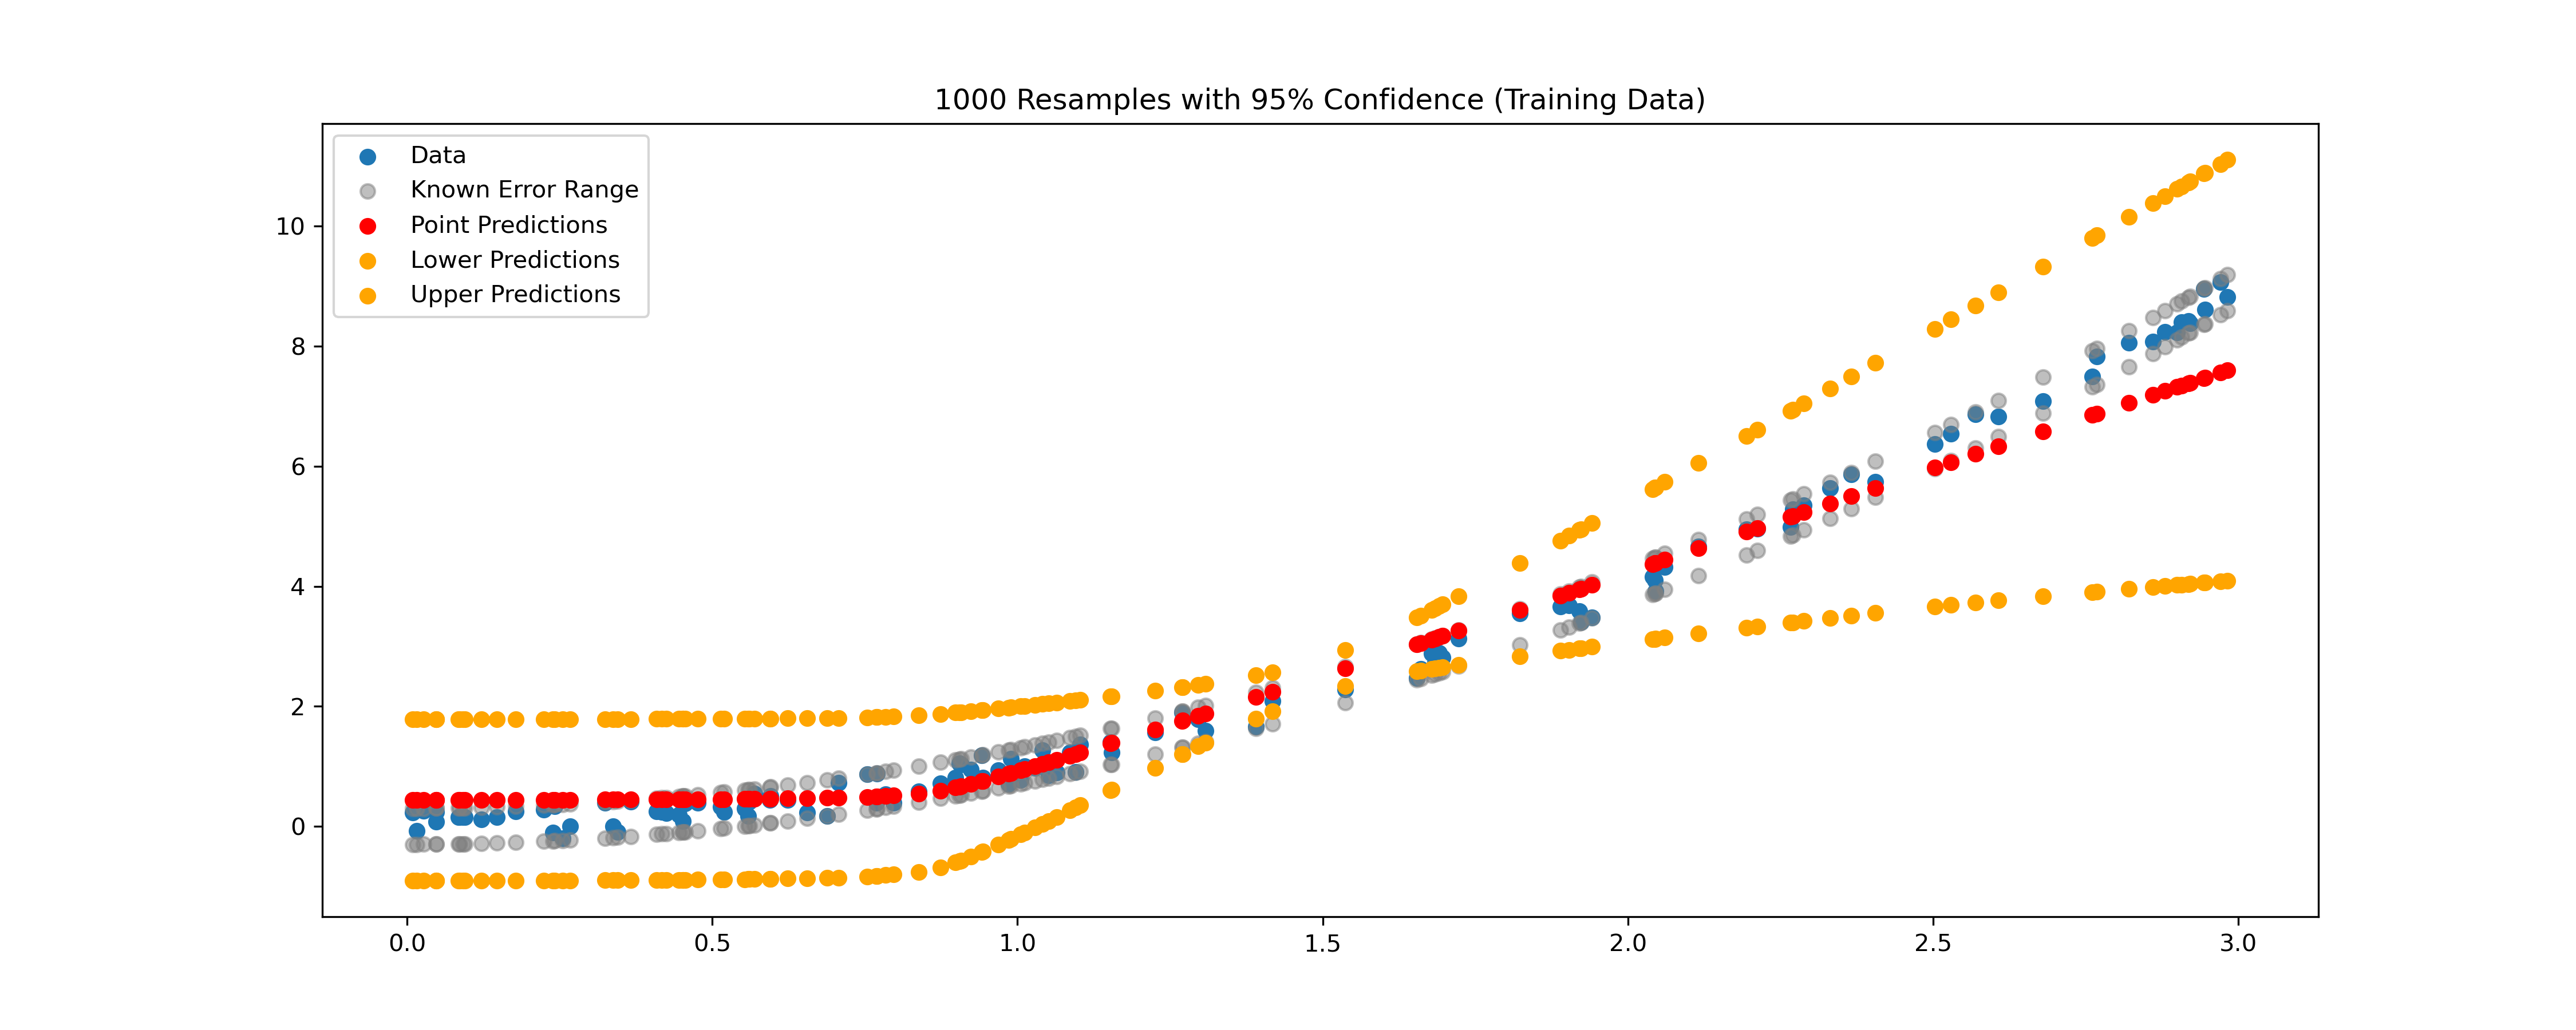 1000 Resamples with 95% Confidence (Training Data)
Data
Known Error Range
Point Predictions
Lower Predictions
Upper Predictions
10
8
6
4
2
0
0.0 0.5 1.0 1.5 2.0 2.5 3.0